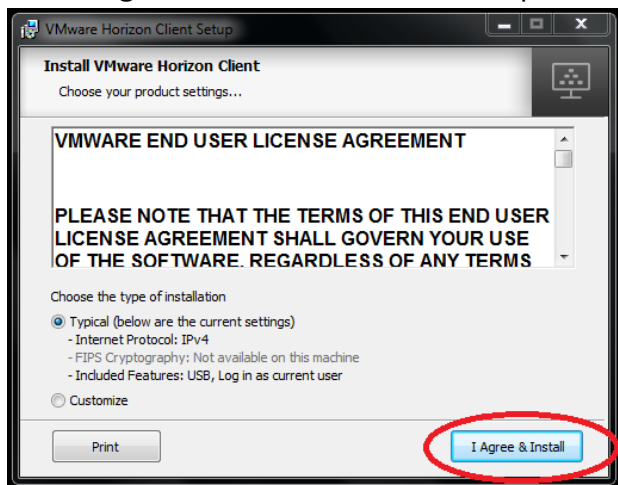 VMware Horizon Client Setup
Install VMware Horizon Client
Choose your product settings...
VMWARE END USER LICENSE AGREEMENT
PLEASE NOTE THAT THE TERMS OF THIS END USER
LICENSE AGREEMENT SHALL GOVERN YOUR USE
OF THE SOFTWARE, REGARDLESS OF ANY TERMS
Choose the type of installation
Typical (below are the current settings)
- Internet Protocol: IPv4
- FIPS Cryptography: Not available on this machine
- Included Features: USB, Log in as current user
Customize
Print
I Agree & Install